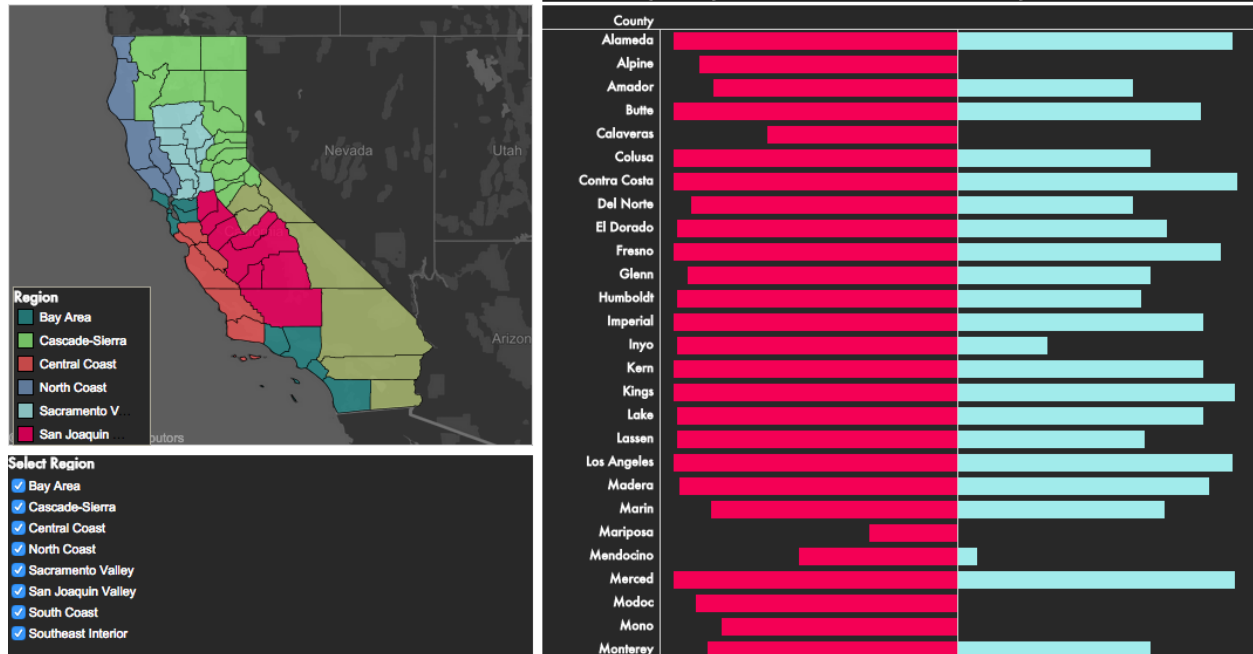 Nevada
Utah
Arizon
Region
Bay Area
Cascade-Sierra
Central Coast
North Coast
Sacramento V...
San Joaquin ...
butors
Select Region
Bay Area
Cascade-Sierra
Central Coast
North Coast
Sacramento Valley
San Joaquin Valley
South Coast
Southeast Interior
County
Alameda
Alpine
Amador
Butte
Calaveras
Colusa
Contra Costa
Del Norte
El Dorado
Fresno
Glenn
Humboldt
Imperial
Inyo
Kern
Kings
Lake
Lassen
Los Angeles
Madera
Marin
Mariposa
Mendocino
Merced
Modoc
Mono
Monterey